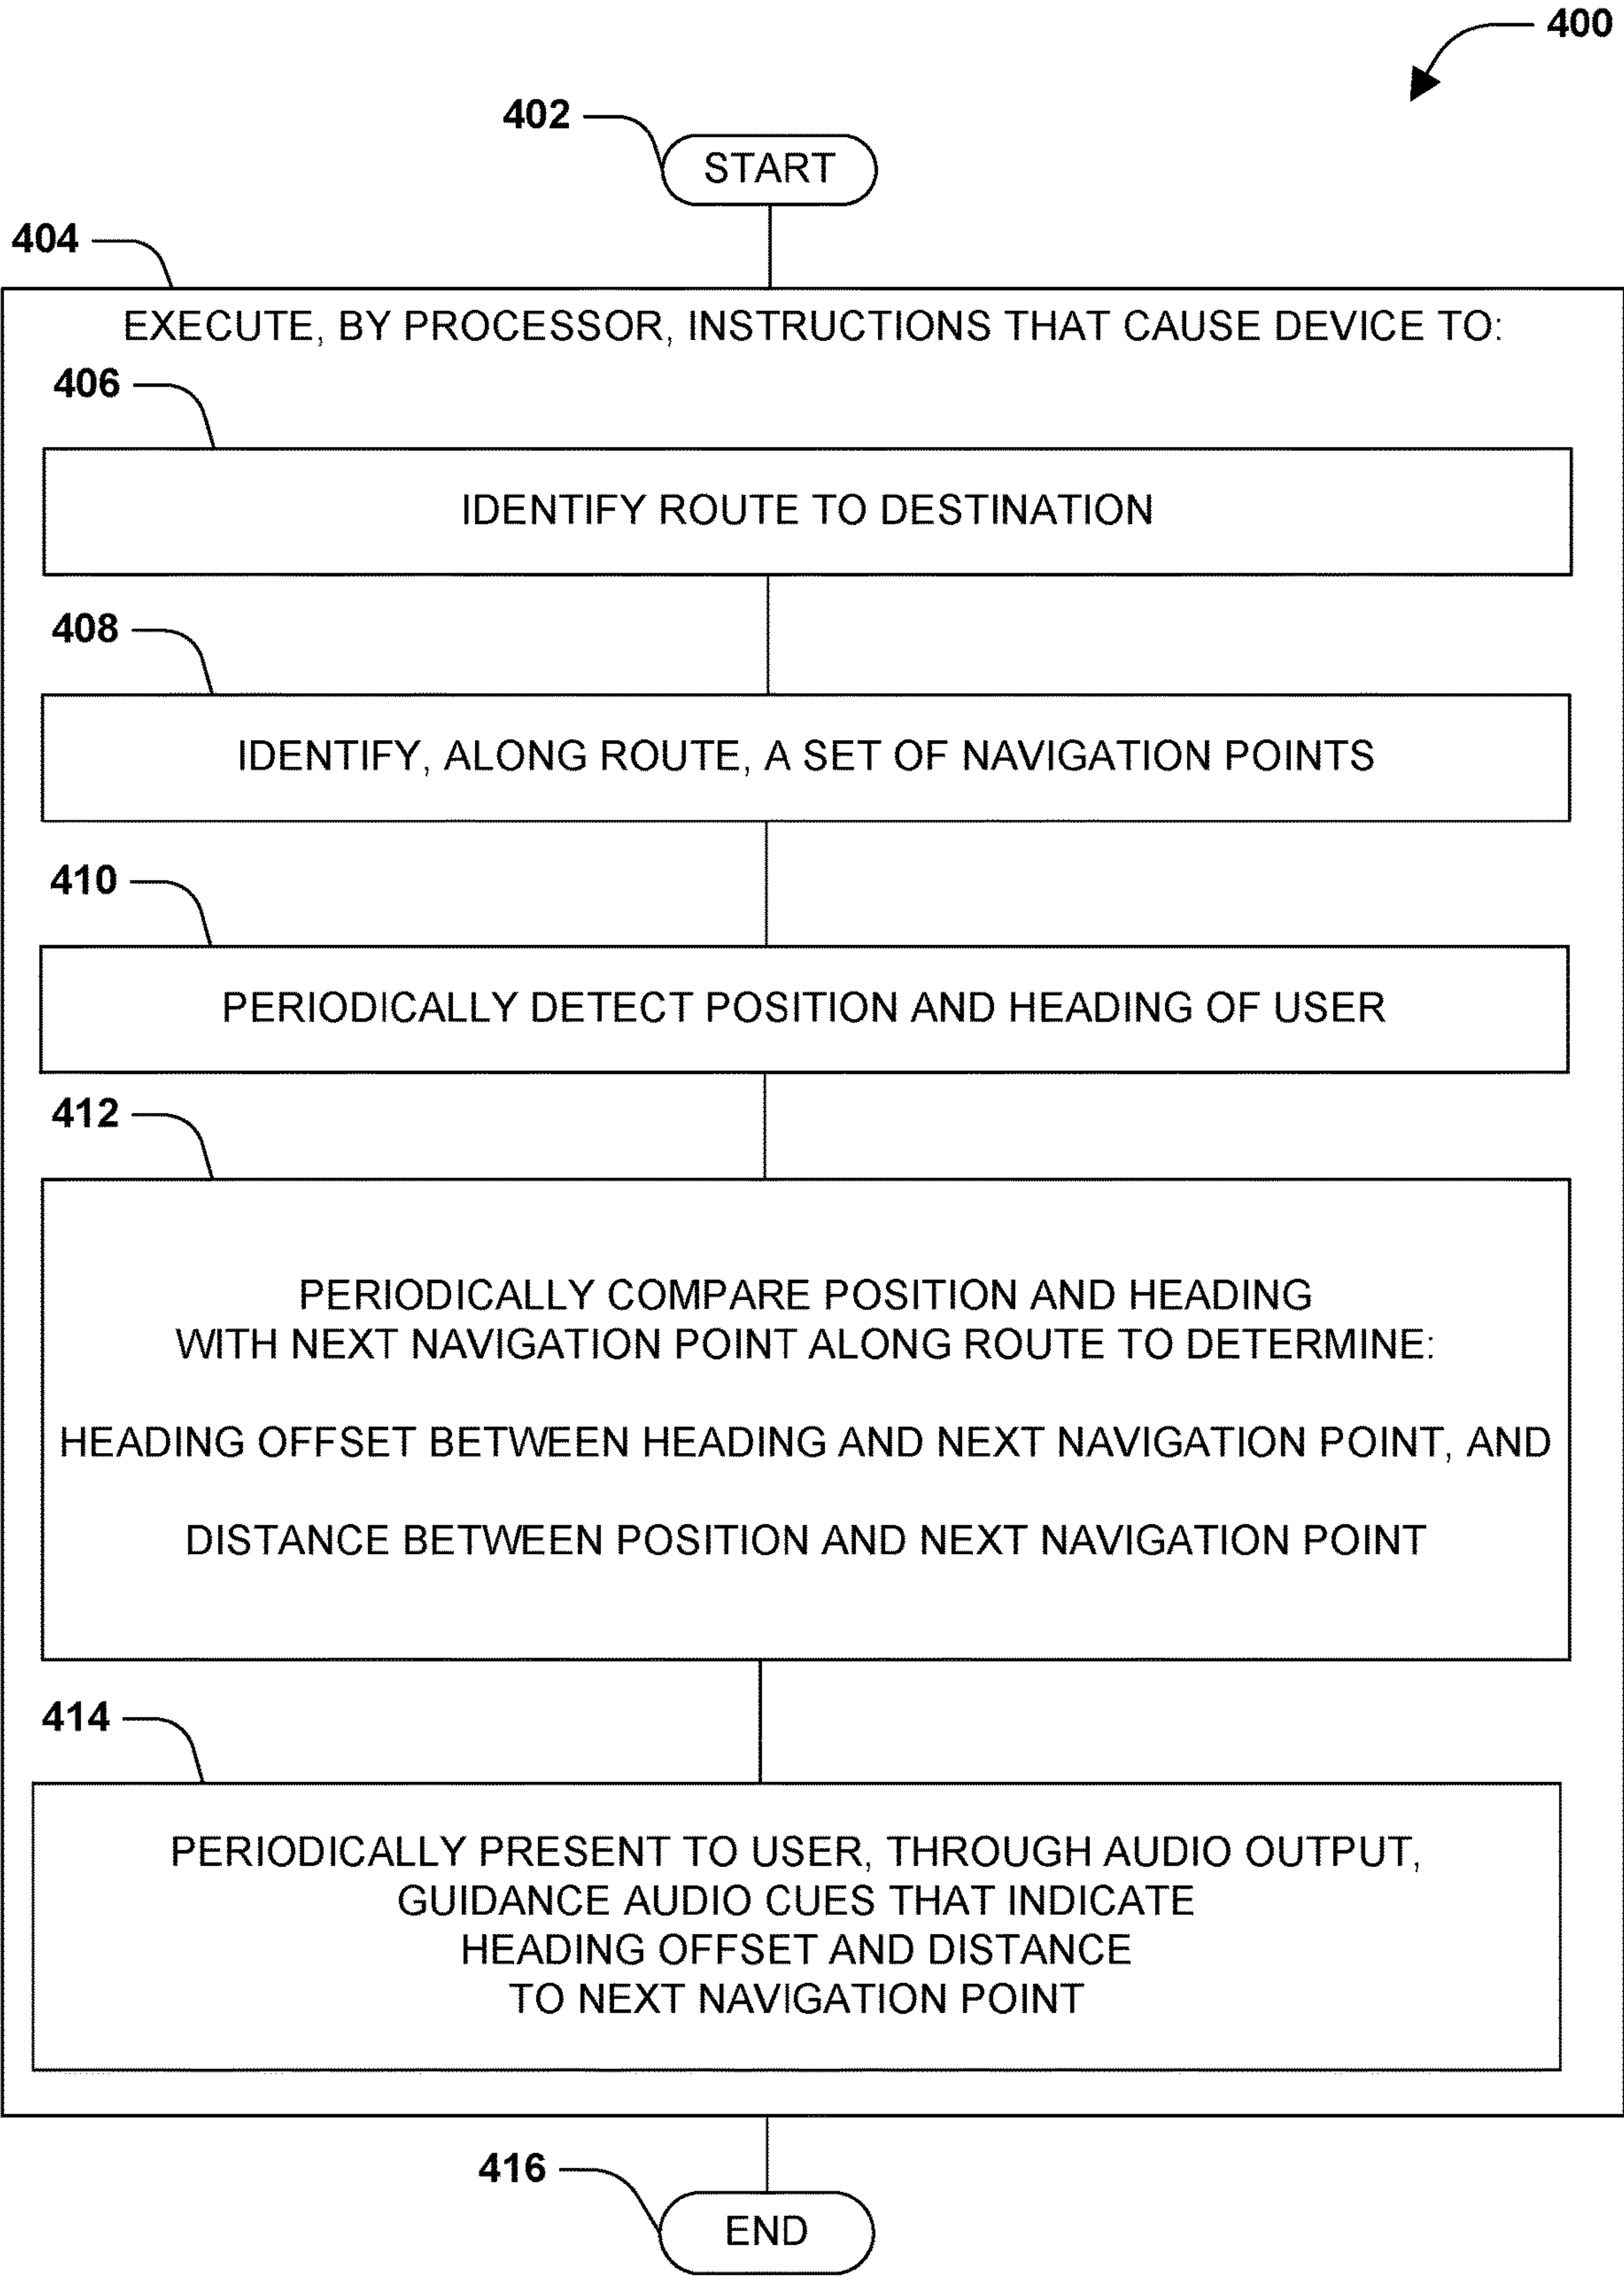 400
402
START
404
EXECUTE, BY PROCESSOR, INSTRUCTIONS THAT CAUSE DEVICE TO:
406
IDENTIFY ROUTE TO DESTINATION
408
IDENTIFY, ALONG ROUTE, A SET OF NAVIGATION POINTS
410
PERIODICALLY DETECT POSITION AND HEADING OF USER
412
PERIODICALLY COMPARE POSITION AND HEADING
WITH NEXT NAVIGATION POINT ALONG ROUTE TO DETERMINE:
HEADING OFFSET BETWEEN HEADING AND NEXT NAVIGATION POINT, AND
DISTANCE BETWEEN POSITION AND NEXT NAVIGATION POINT
414
PERIODICALLY PRESENT TO USER, THROUGH AUDIO OUTPUT,
GUIDANCE AUDIO CUES THAT INDICATE
HEADING OFFSET AND DISTANCE
TO NEXT NAVIGATION POINT
416
END